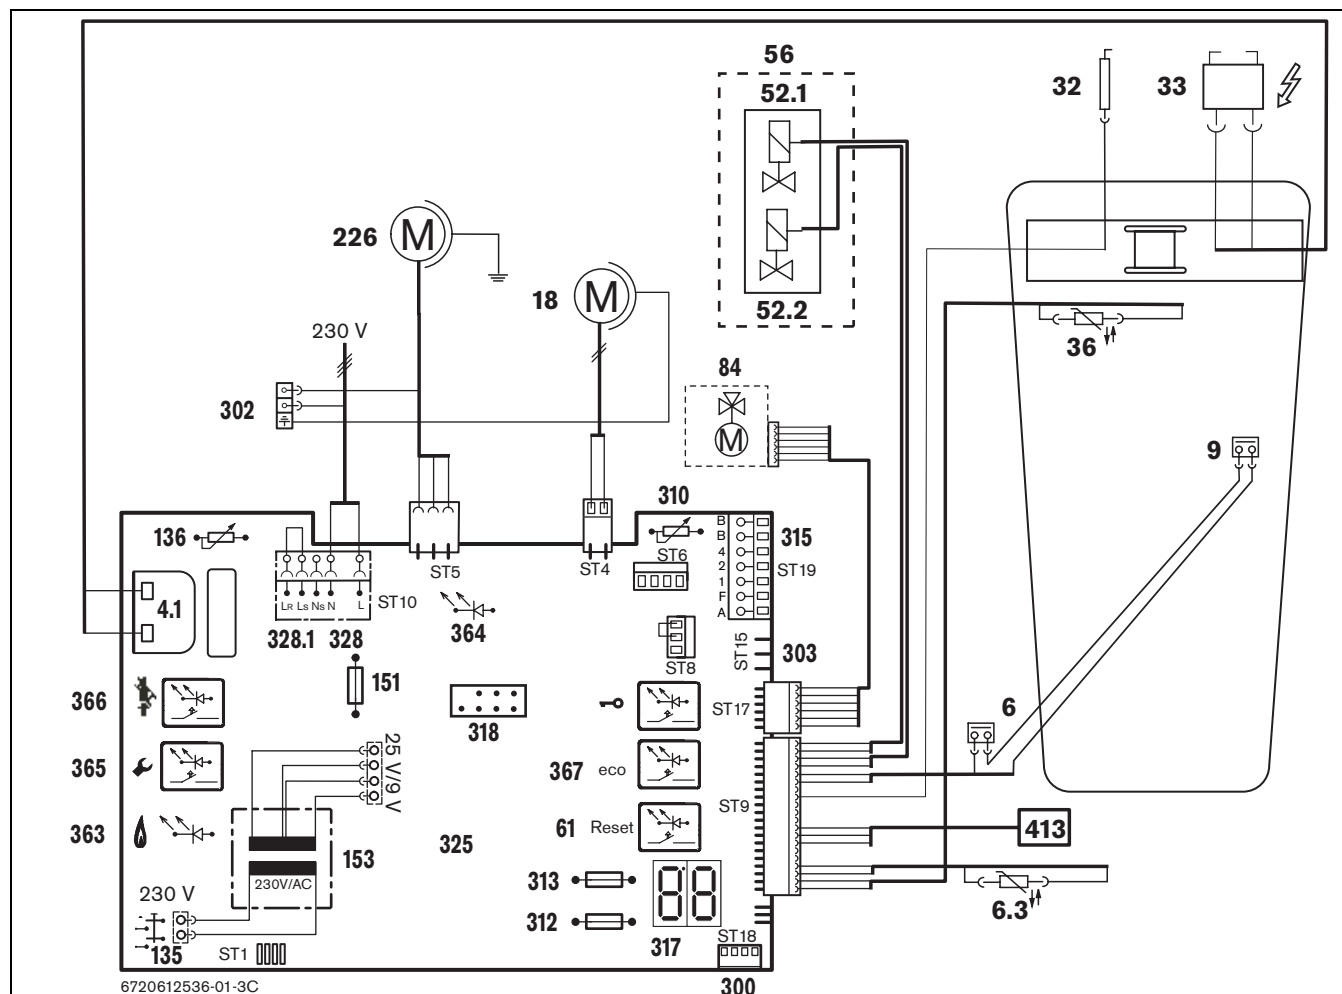 56
52.1
32
33
226
M
18
M
52.2
230 V
36
84
302
M
9
310
136
B
B
4
2
1
F
A
315
ST6
ST19
ST5
ST4
4.1
LR LS NS N L
ST10
364
328.1
328
ST15
303
ST8
366
151
318
ST17
6
365
25 V/9 V
367
eco
ST9
363
153
325
61
Reset
413
230V/AC
313
230 V
312
6.3
135
ST1
88
317
ST18
300
6720612536-01-3C